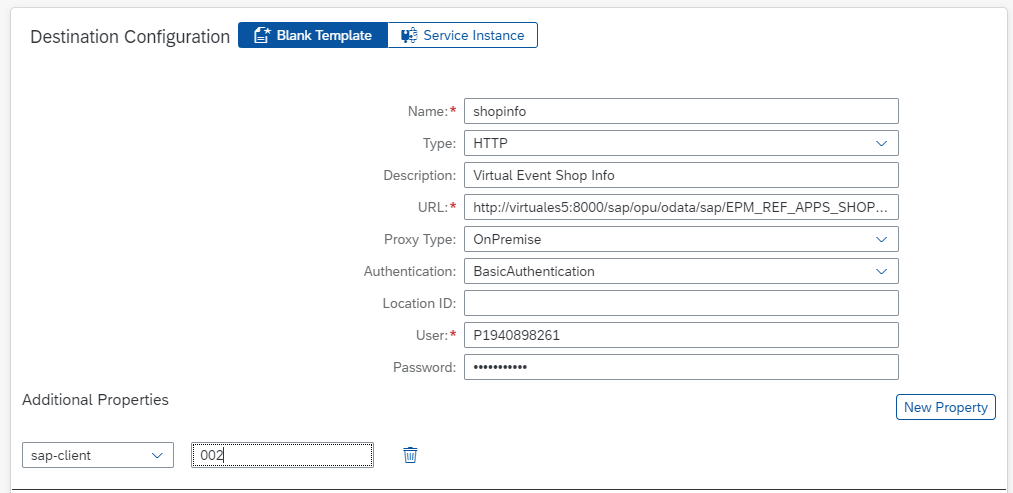 Destination Configuration Blank Template Service Instance
Name:* shopinfo
Type: HTTP
Description: Virtual Event Shop Info
URL:* http://virtuales5:8000/sap/opu/odata/sap/EPM_REF_APPS_SHOP...
Proxy Type: OnPremise
Authentication: BasicAuthentication
Location ID:
User:* P1940898261
Password: •••••••••••
Additional Properties New Property
sap-client 002